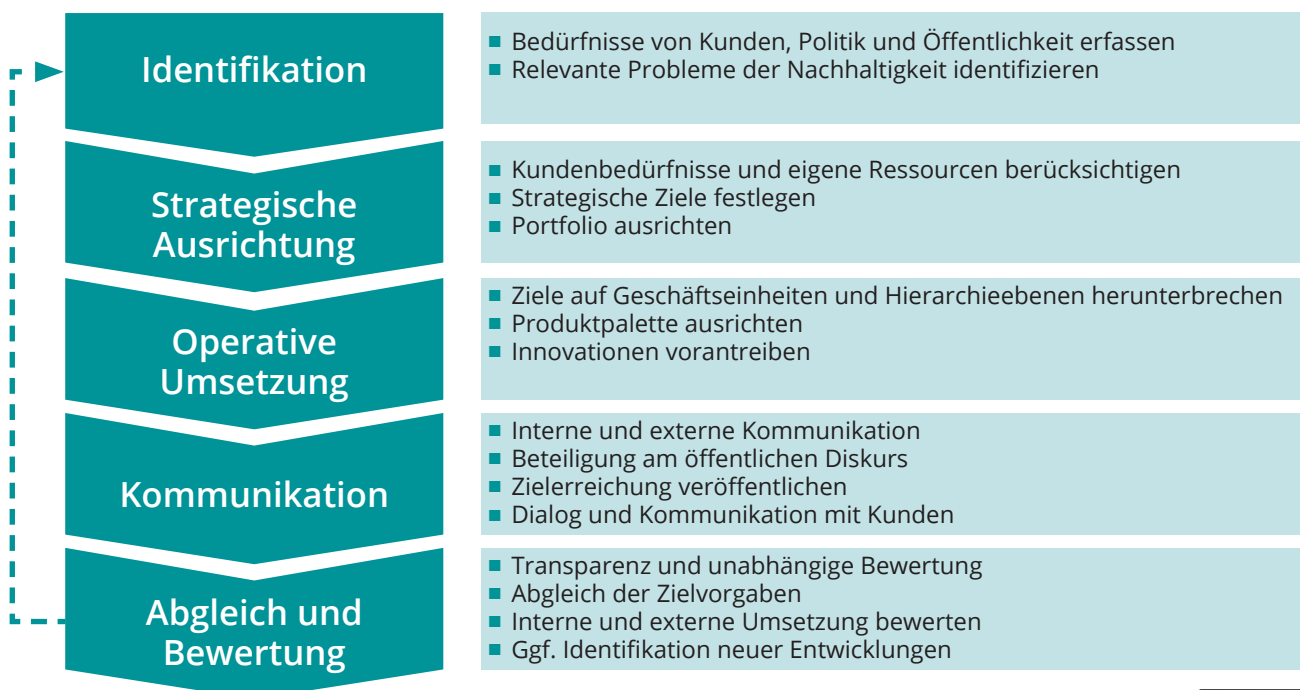 Identifikation
■ Bedürfnisse von Kunden, Politik und Öffentlichkeit erfassen
■ Relevante Probleme der Nachhaltigkeit identifizieren
Strategische
Ausrichtung
■ Kundenbedürfnisse und eigene Ressourcen berücksichtigen
■ Strategische Ziele festlegen
■ Portfolio ausrichten
Operative
Umsetzung
■ Ziele auf Geschäftseinheiten und Hierarchieebenen herunterbrechen
■ Produktpalette ausrichten
■ Innovationen vorantreiben
Kommunikation
■ Interne und externe Kommunikation
■ Beteiligung am öffentlichen Diskurs
■ Zielerreichung veröffentlichen
■ Dialog und Kommunikation mit Kunden
Abgleich und
Bewertung
■ Transparenz und unabhängige Bewertung
■ Abgleich der Zielvorgaben
■ Interne und externe Umsetzung bewerten
■ Ggf. Identifikation neuer Entwicklungen